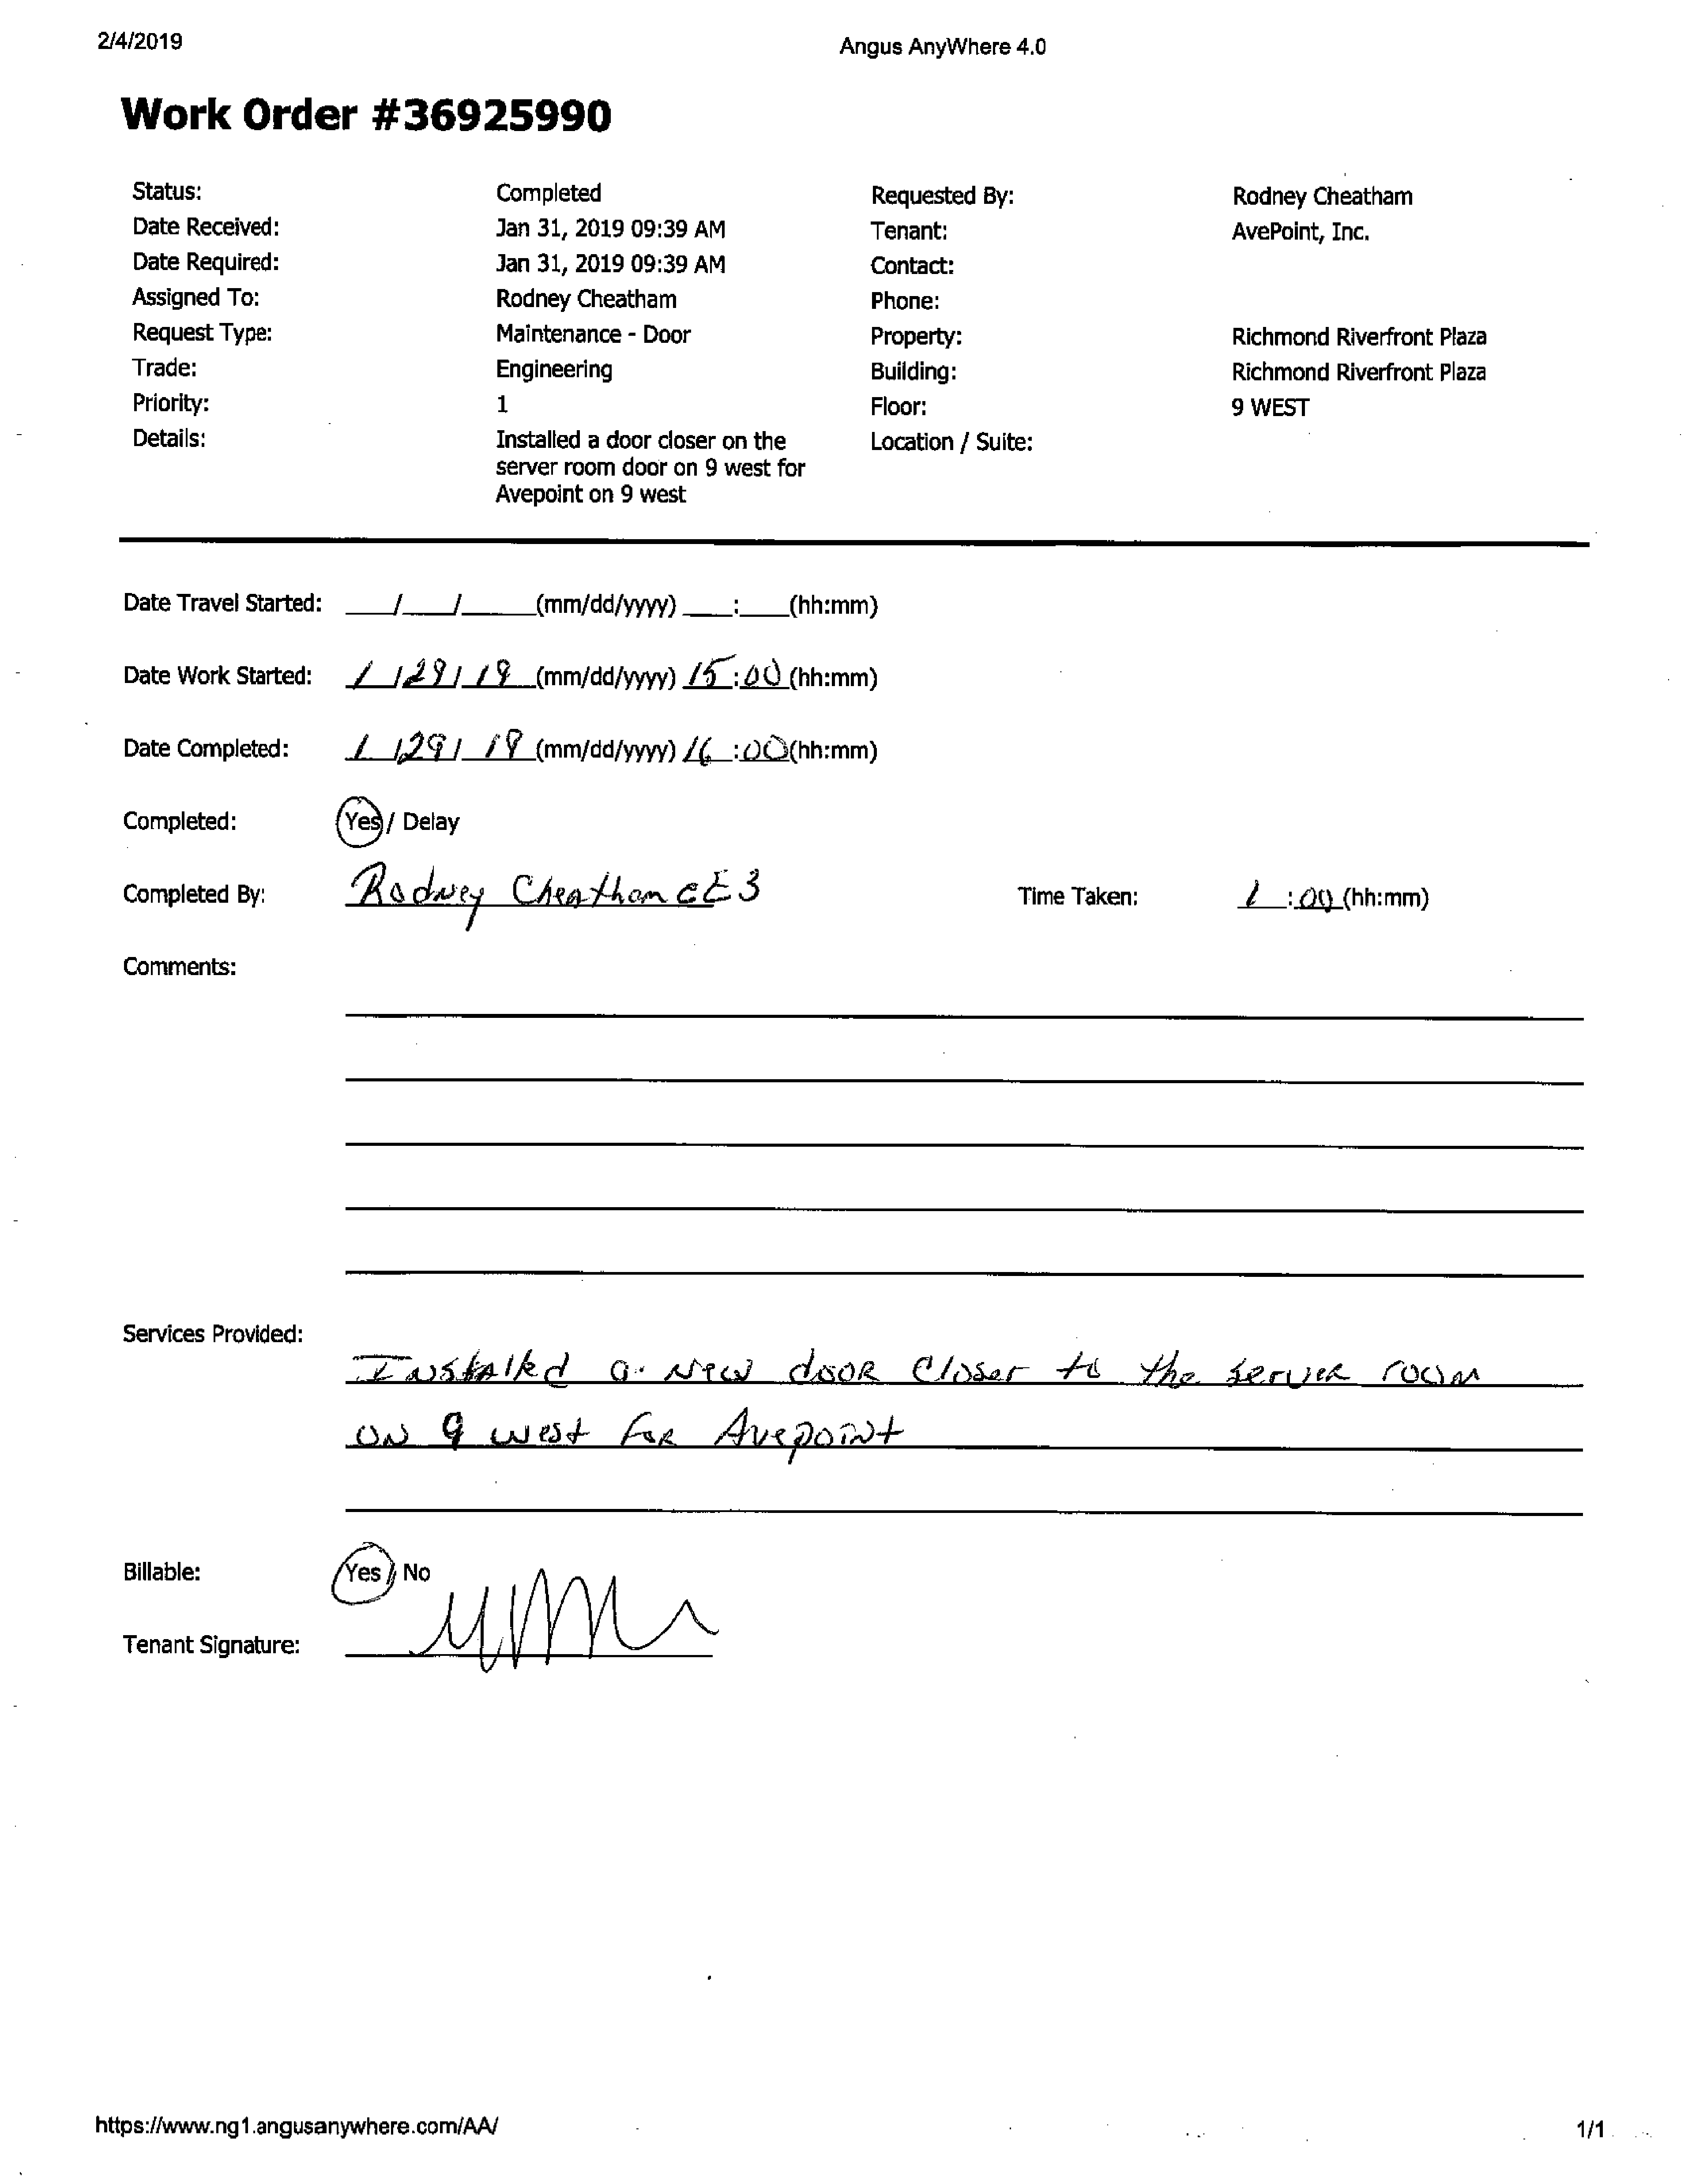 2/4/2019 Angus AnyWhere 4.0
Work Order #36925990
Status: Completed Requested By: Rodney Cheatham
Date Received: Jan 31, 2019 09:39 AM Tenant: AvePoint, Inc.
Date Required: Jan 31, 2019 09:39 AM Contact:
Assigned To: Rodney Cheatham Phone:
Request Type: Maintenance - Door Property: Richmond Riverfront Plaza
Trade: Engineering Building: Richmond Riverfront Plaza
Priority: 1 Floor: 9 WEST
Details: Installed a door closer on the Location / Suite:
server room door on 9 west for
Avepoint on 9 west
Date Travel Started: ___/___/_____(mm/dd/yyyy) ___:___(hh:mm)
Date Work Started: 1/29/19 (mm/dd/yyyy) 15:00 (hh:mm)
Date Completed: 1/29/19 (mm/dd/yyyy) 16:00 (hh:mm)
Completed: Yes / Delay
Completed By: Rodney Cheatham CE3 Time Taken: 1:00 (hh:mm)
Comments:
Services Provided:
Installed a New door Closer to the server room
ON 9 west For Avepoint
Billable: Yes / No
Tenant Signature:
https://www.ng1.angusanywhere.com/AA/ 1/1